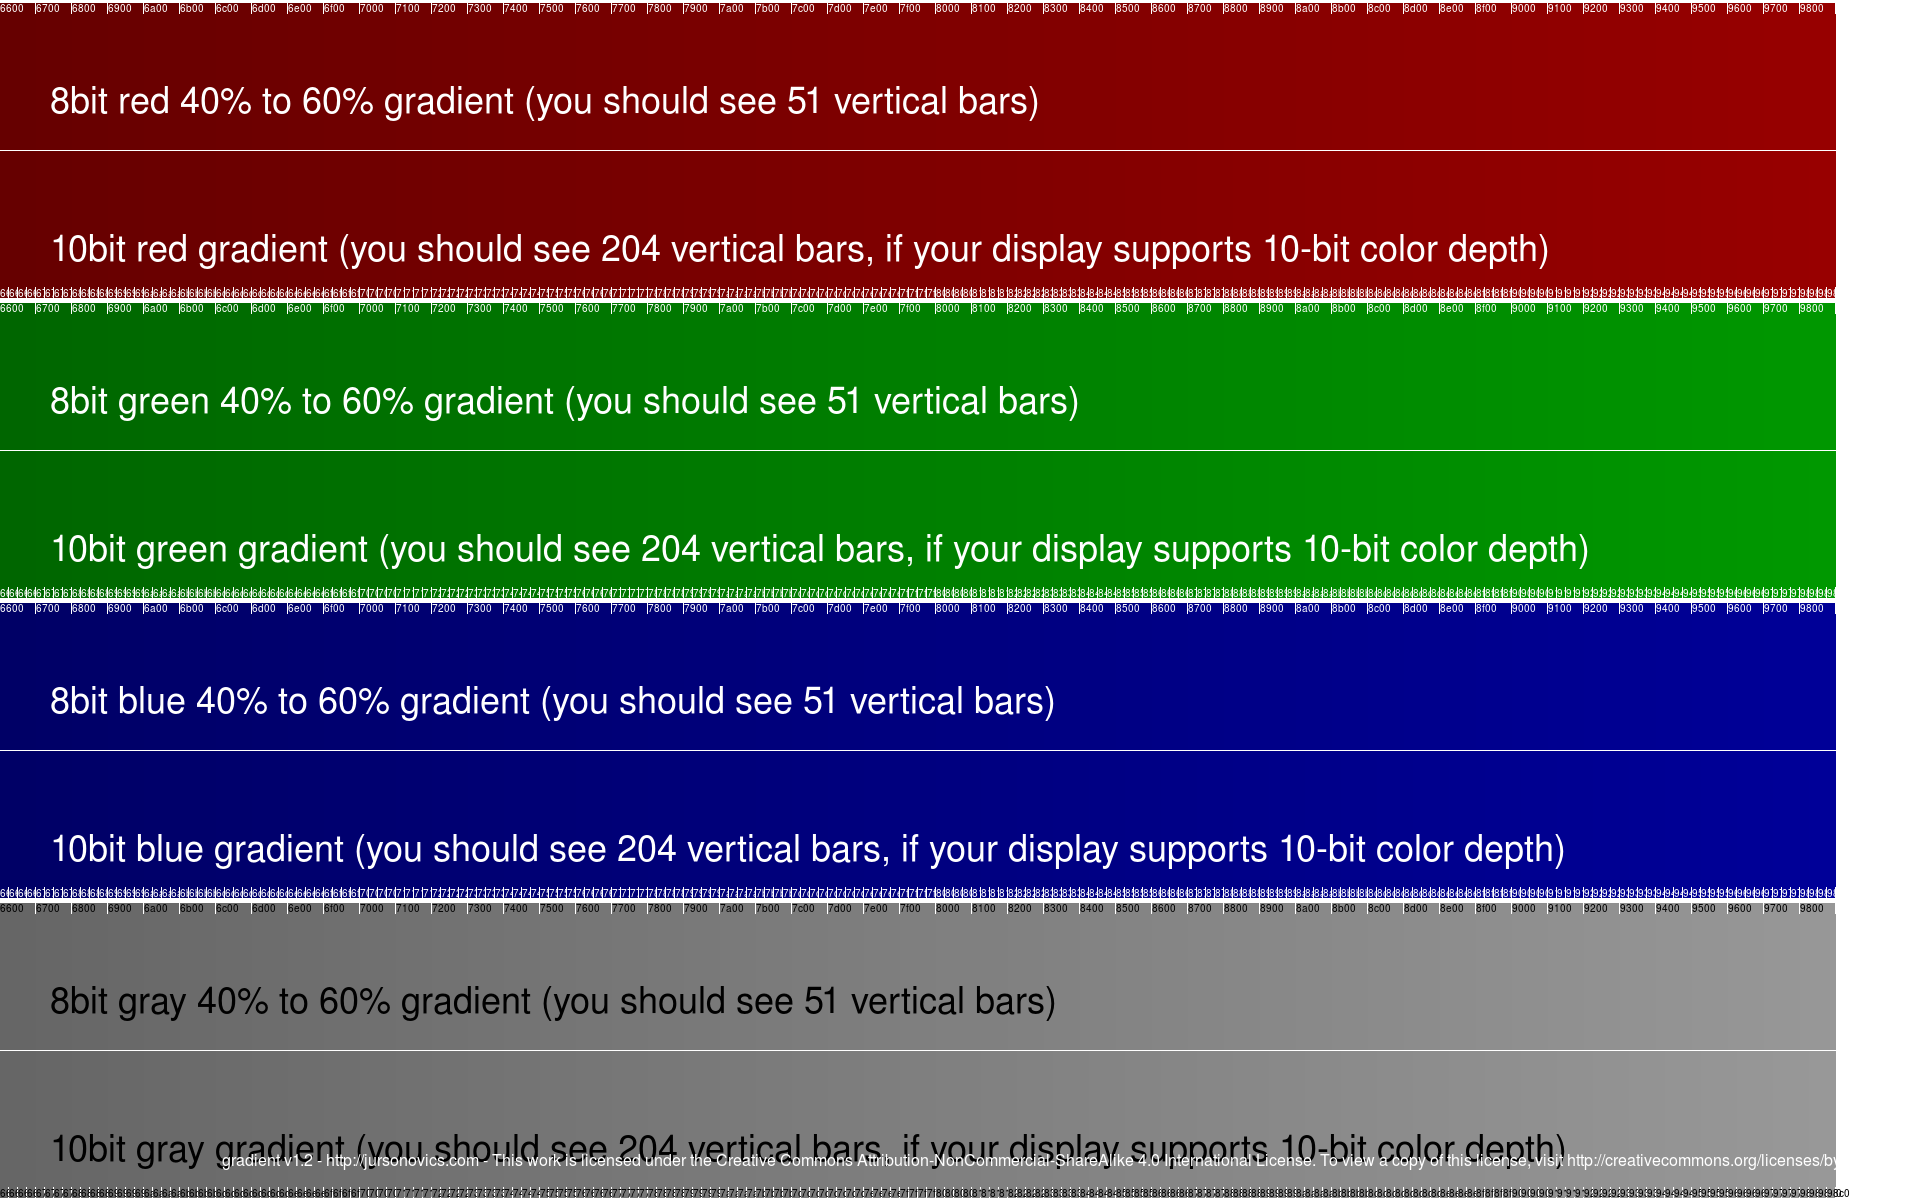 6600 6700 6800 6900 6a00 6b00 6c00 6d00 6e00 6f00 7000 7100 7200 7300 7400 7500 7600 7700 7800 7900 7a00 7b00 7c00 7d00 7e00 7f00 8000 8100 8200 8300 8400 8500 8600 8700 8800 8900 8a00 8b00 8c00 8d00 8e00 8f00 9000 9100 9200 9300 9400 9500 9600 9700 9800
8bit red 40% to 60% gradient (you should see 51 vertical bars)
10bit red gradient (you should see 204 vertical bars, if your display supports 10-bit color depth)
6600 6700 6800 6900 6a00 6b00 6c00 6d00 6e00 6f00 7000 7100 7200 7300 7400 7500 7600 7700 7800 7900 7a00 7b00 7c00 7d00 7e00 7f00 8000 8100 8200 8300 8400 8500 8600 8700 8800 8900 8a00 8b00 8c00 8d00 8e00 8f00 9000 9100 9200 9300 9400 9500 9600 9700 9800
8bit green 40% to 60% gradient (you should see 51 vertical bars)
10bit green gradient (you should see 204 vertical bars, if your display supports 10-bit color depth)
6600 6700 6800 6900 6a00 6b00 6c00 6d00 6e00 6f00 7000 7100 7200 7300 7400 7500 7600 7700 7800 7900 7a00 7b00 7c00 7d00 7e00 7f00 8000 8100 8200 8300 8400 8500 8600 8700 8800 8900 8a00 8b00 8c00 8d00 8e00 8f00 9000 9100 9200 9300 9400 9500 9600 9700 9800
8bit blue 40% to 60% gradient (you should see 51 vertical bars)
10bit blue gradient (you should see 204 vertical bars, if your display supports 10-bit color depth)
6600 6700 6800 6900 6a00 6b00 6c00 6d00 6e00 6f00 7000 7100 7200 7300 7400 7500 7600 7700 7800 7900 7a00 7b00 7c00 7d00 7e00 7f00 8000 8100 8200 8300 8400 8500 8600 8700 8800 8900 8a00 8b00 8c00 8d00 8e00 8f00 9000 9100 9200 9300 9400 9500 9600 9700 9800
8bit gray 40% to 60% gradient (you should see 51 vertical bars)
10bit gray gradient (you should see 204 vertical bars, if your display supports 10-bit color depth)
gradient v1.2 - http://jursonovics.com - This work is licensed under the Creative Commons Attribution-NonCommercial-ShareAlike 4.0 International License. To view a copy of this license, visit http://creativecommons.org/licenses/by